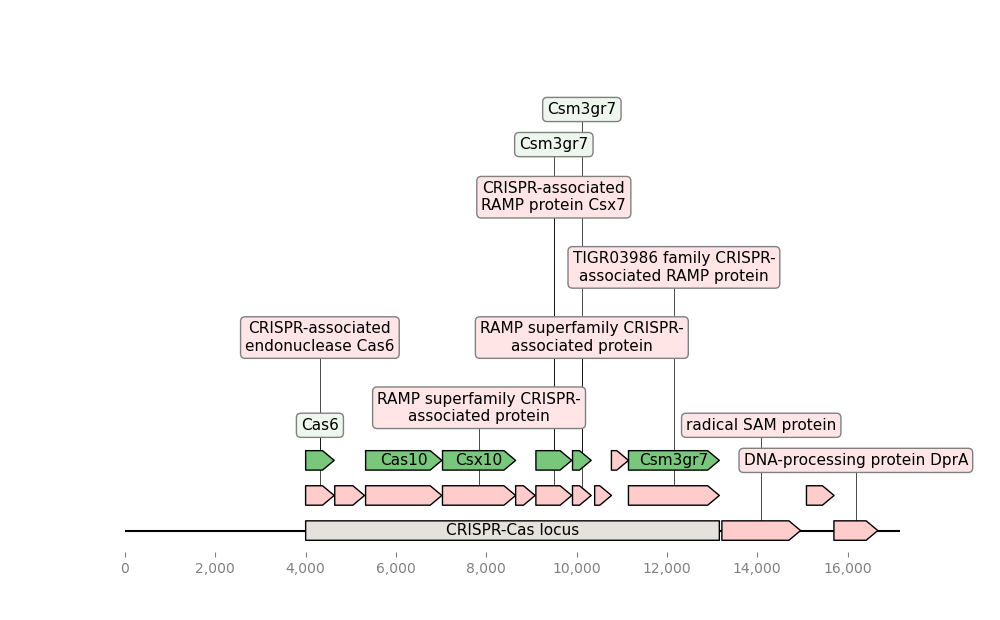 Csm3gr7
Csm3gr7
CRISPR-associated
RAMP protein Csx7
TIGR03986 family CRISPR-
associated RAMP protein
CRISPR-associated
endonuclease Cas6
RAMP superfamily CRISPR-
associated protein
RAMP superfamily CRISPR-
associated protein
Cas6
radical SAM protein
Cas10
Csx10
Csm3gr7
DNA-processing protein DprA
CRISPR-Cas locus
0
2,000
4,000
6,000
8,000
10,000
12,000
14,000
16,000